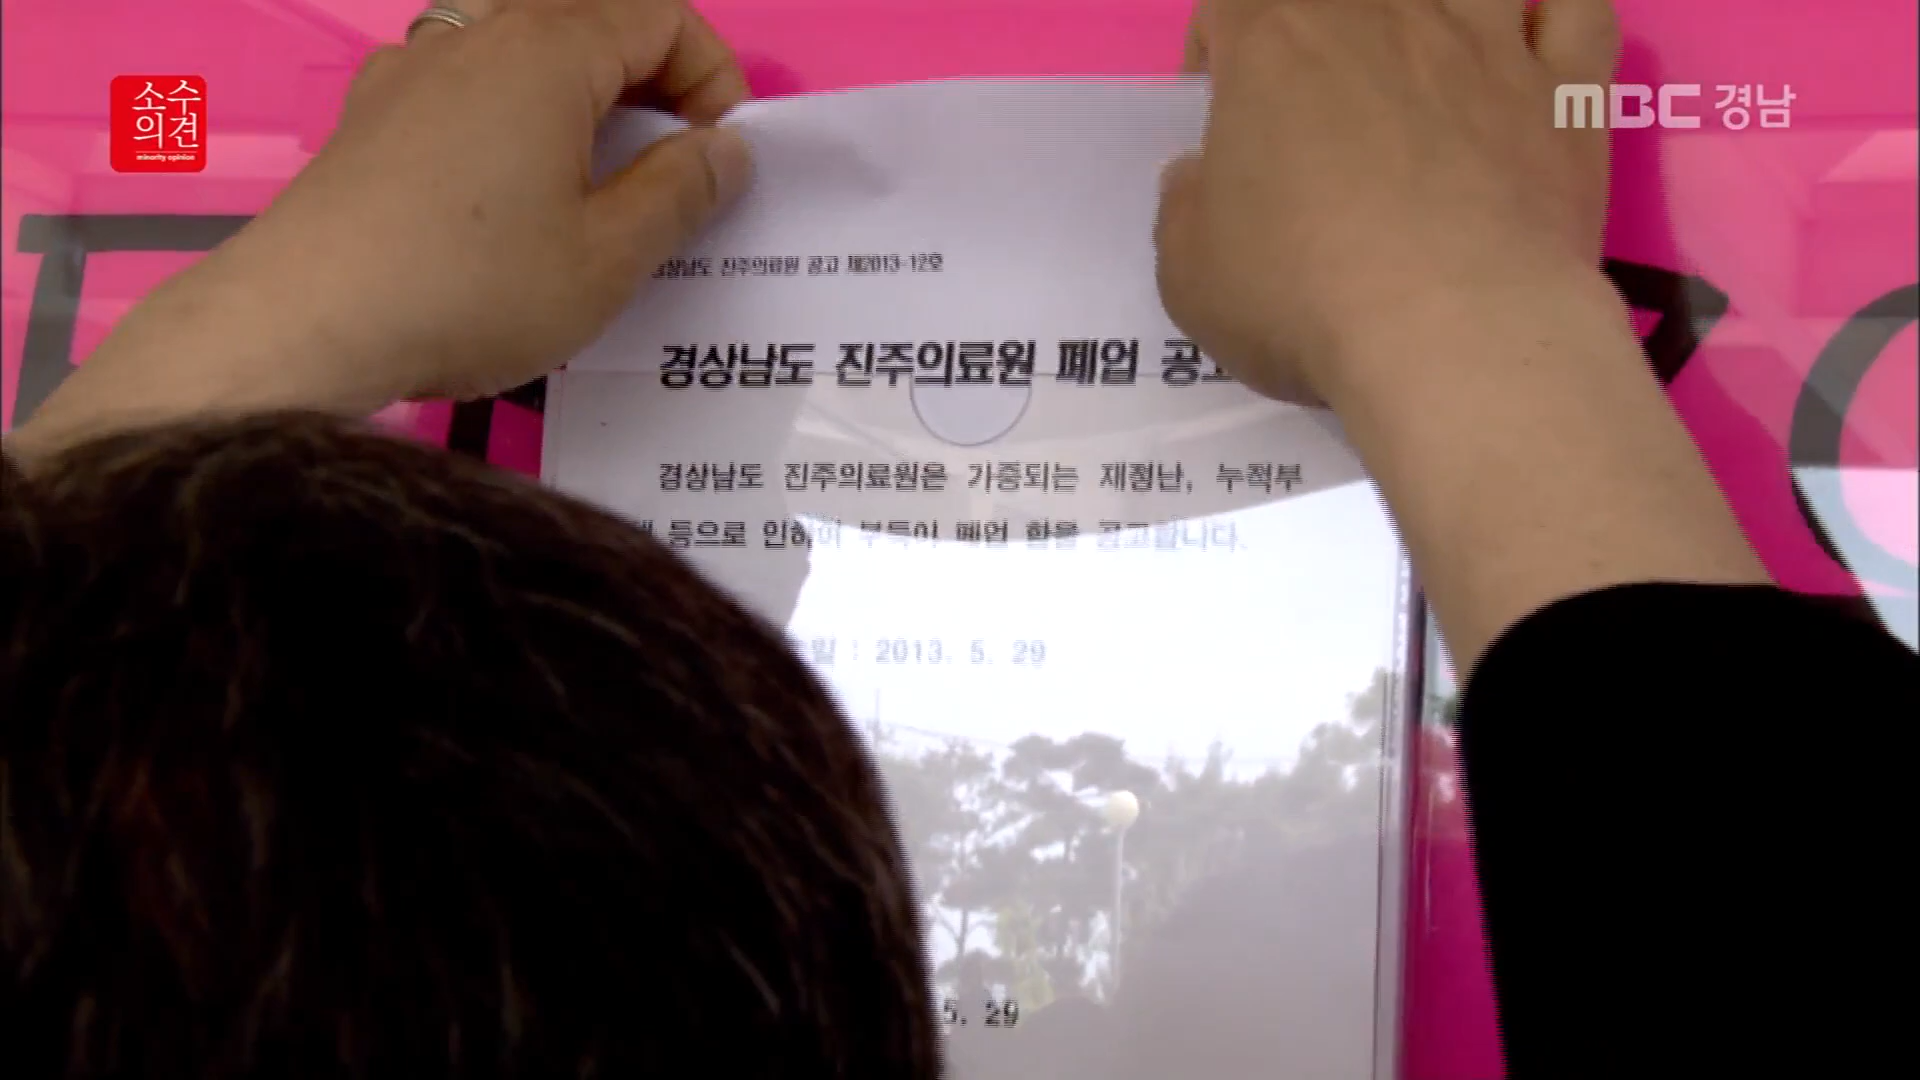 소수
의견
minority opinion
MBC 경남
경상남도 진주의료원 공고 제2013-12호
경상남도 진주의료원 폐업
경상남도 진주의료원은 가중되는 재정난, 누적부
등으로 인하여 부득이 폐업 함을 공고합니다.
: 2013. 5. 29
5. 29